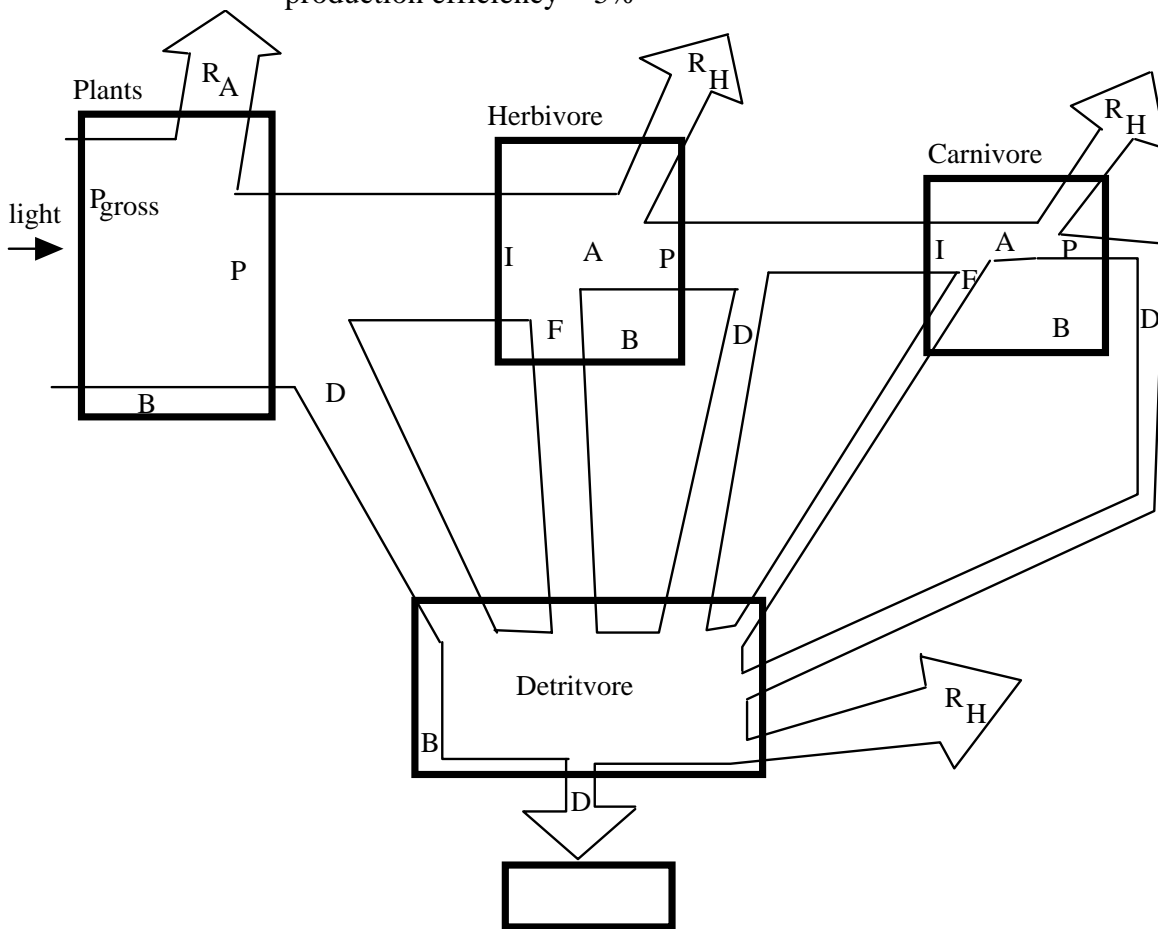 production efficiency 5%
R A
Plants
R H
Herbivore
R H
Carnivore
light
P gross
P
I
A
P
I
A
P
F
F
B
D
B
D
D
B
Detritvore
R H
B
D